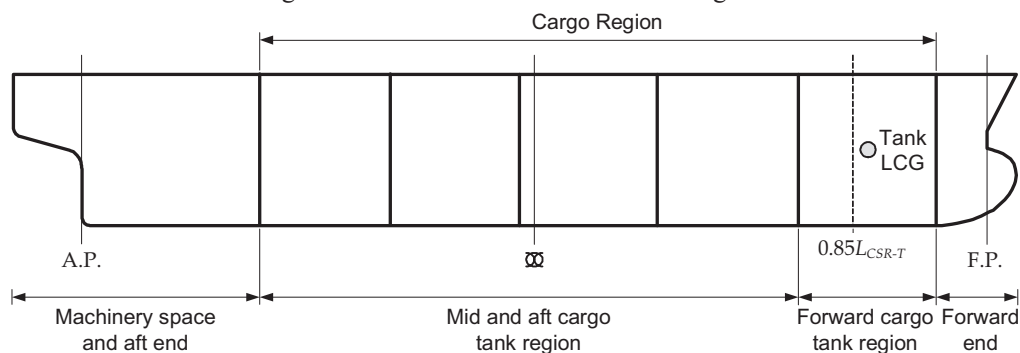 Cargo Region
Tank
LCG
A.P.
0.85L_CSR-T
F.P.
Machinery space
and aft end
Mid and aft cargo
tank region
Forward cargo
tank region
Forward
end